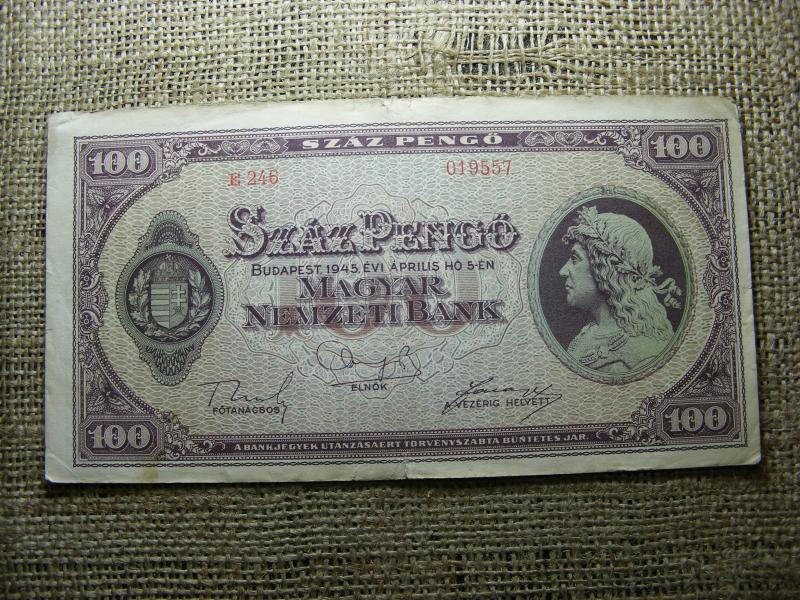 SZÁZ PENGŐ
100 100
E 246 019557
SZÁZ PENGŐ
BUDAPEST 1945. ÉVI ÁPRILIS HÓ 5-ÉN
MAGYAR
NEMZETI BANK
FŐTANÁCSOS ELNÖK A VEZÉRIG. HELYETT
100 100
A BANKJEGYEK UTÁNZÁSAÉRT TÖRVÉNYSZABTA BÜNTETÉS JÁR.